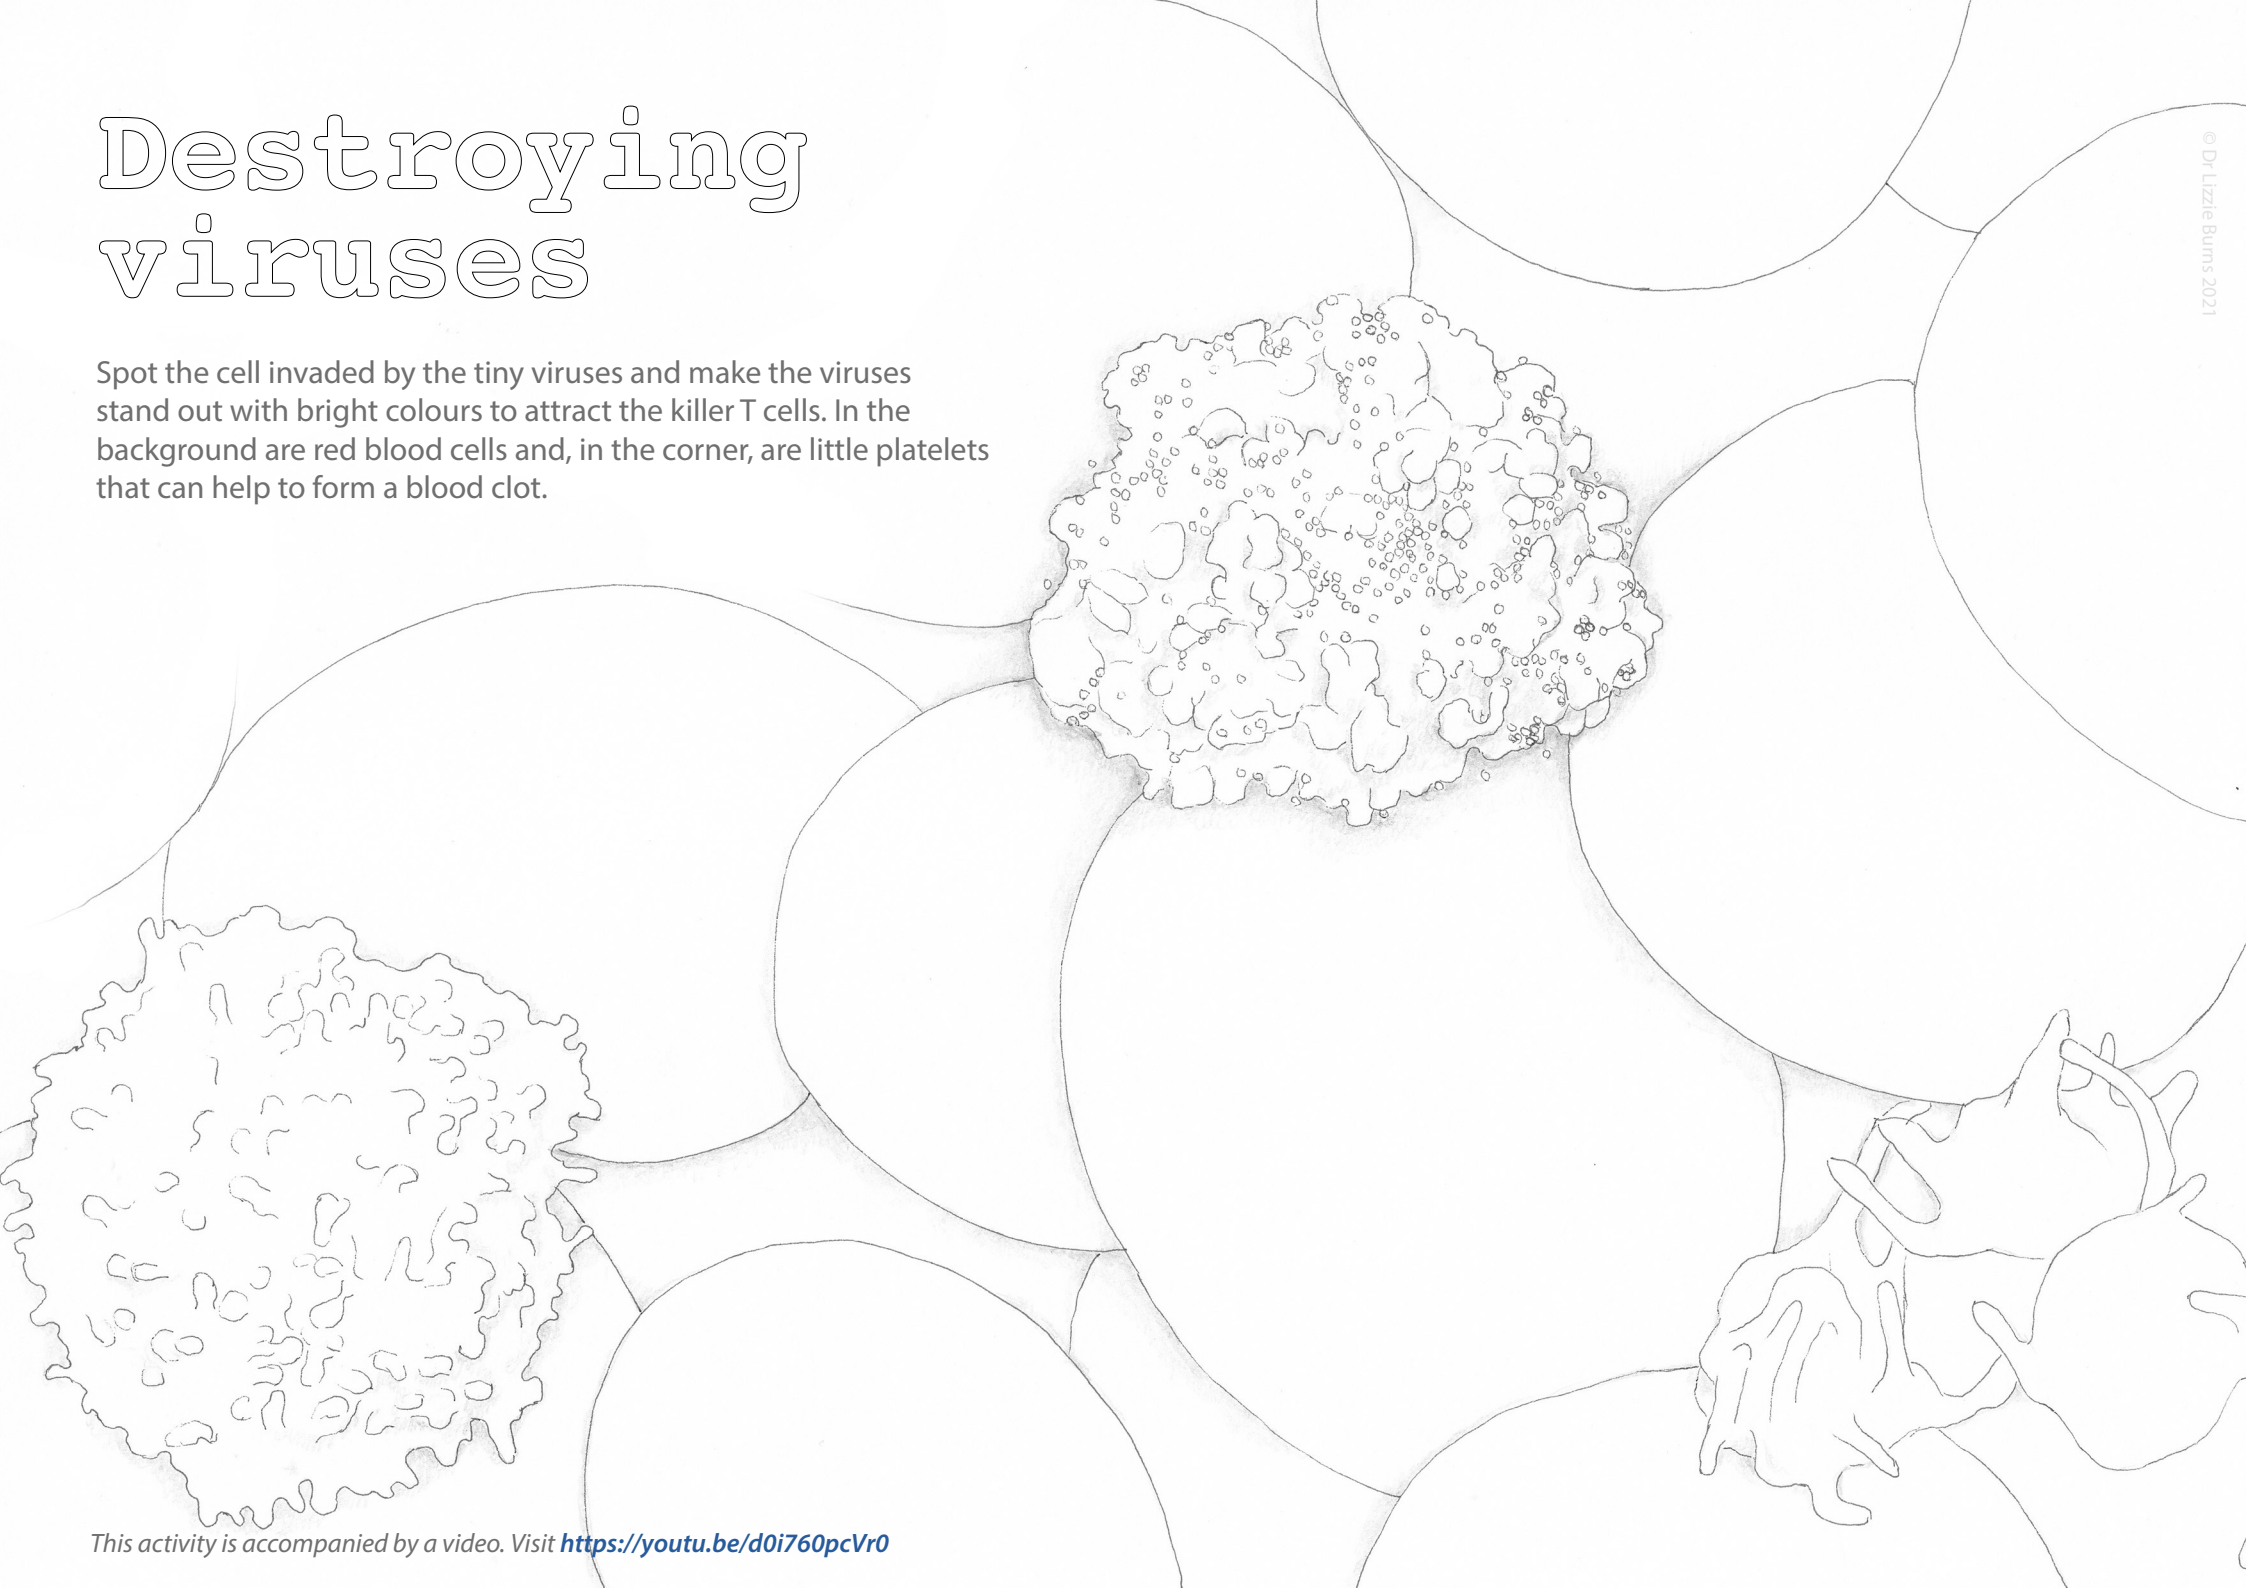 Destroying
viruses
Spot the cell invaded by the tiny viruses and make the viruses
stand out with bright colours to attract the killer T cells. In the
background are red blood cells and, in the corner, are little platelets
that can help to form a blood clot.
© Dr Lizzie Burns 2021
This activity is accompanied by a video. Visit https://youtu.be/d0i760pcVr0